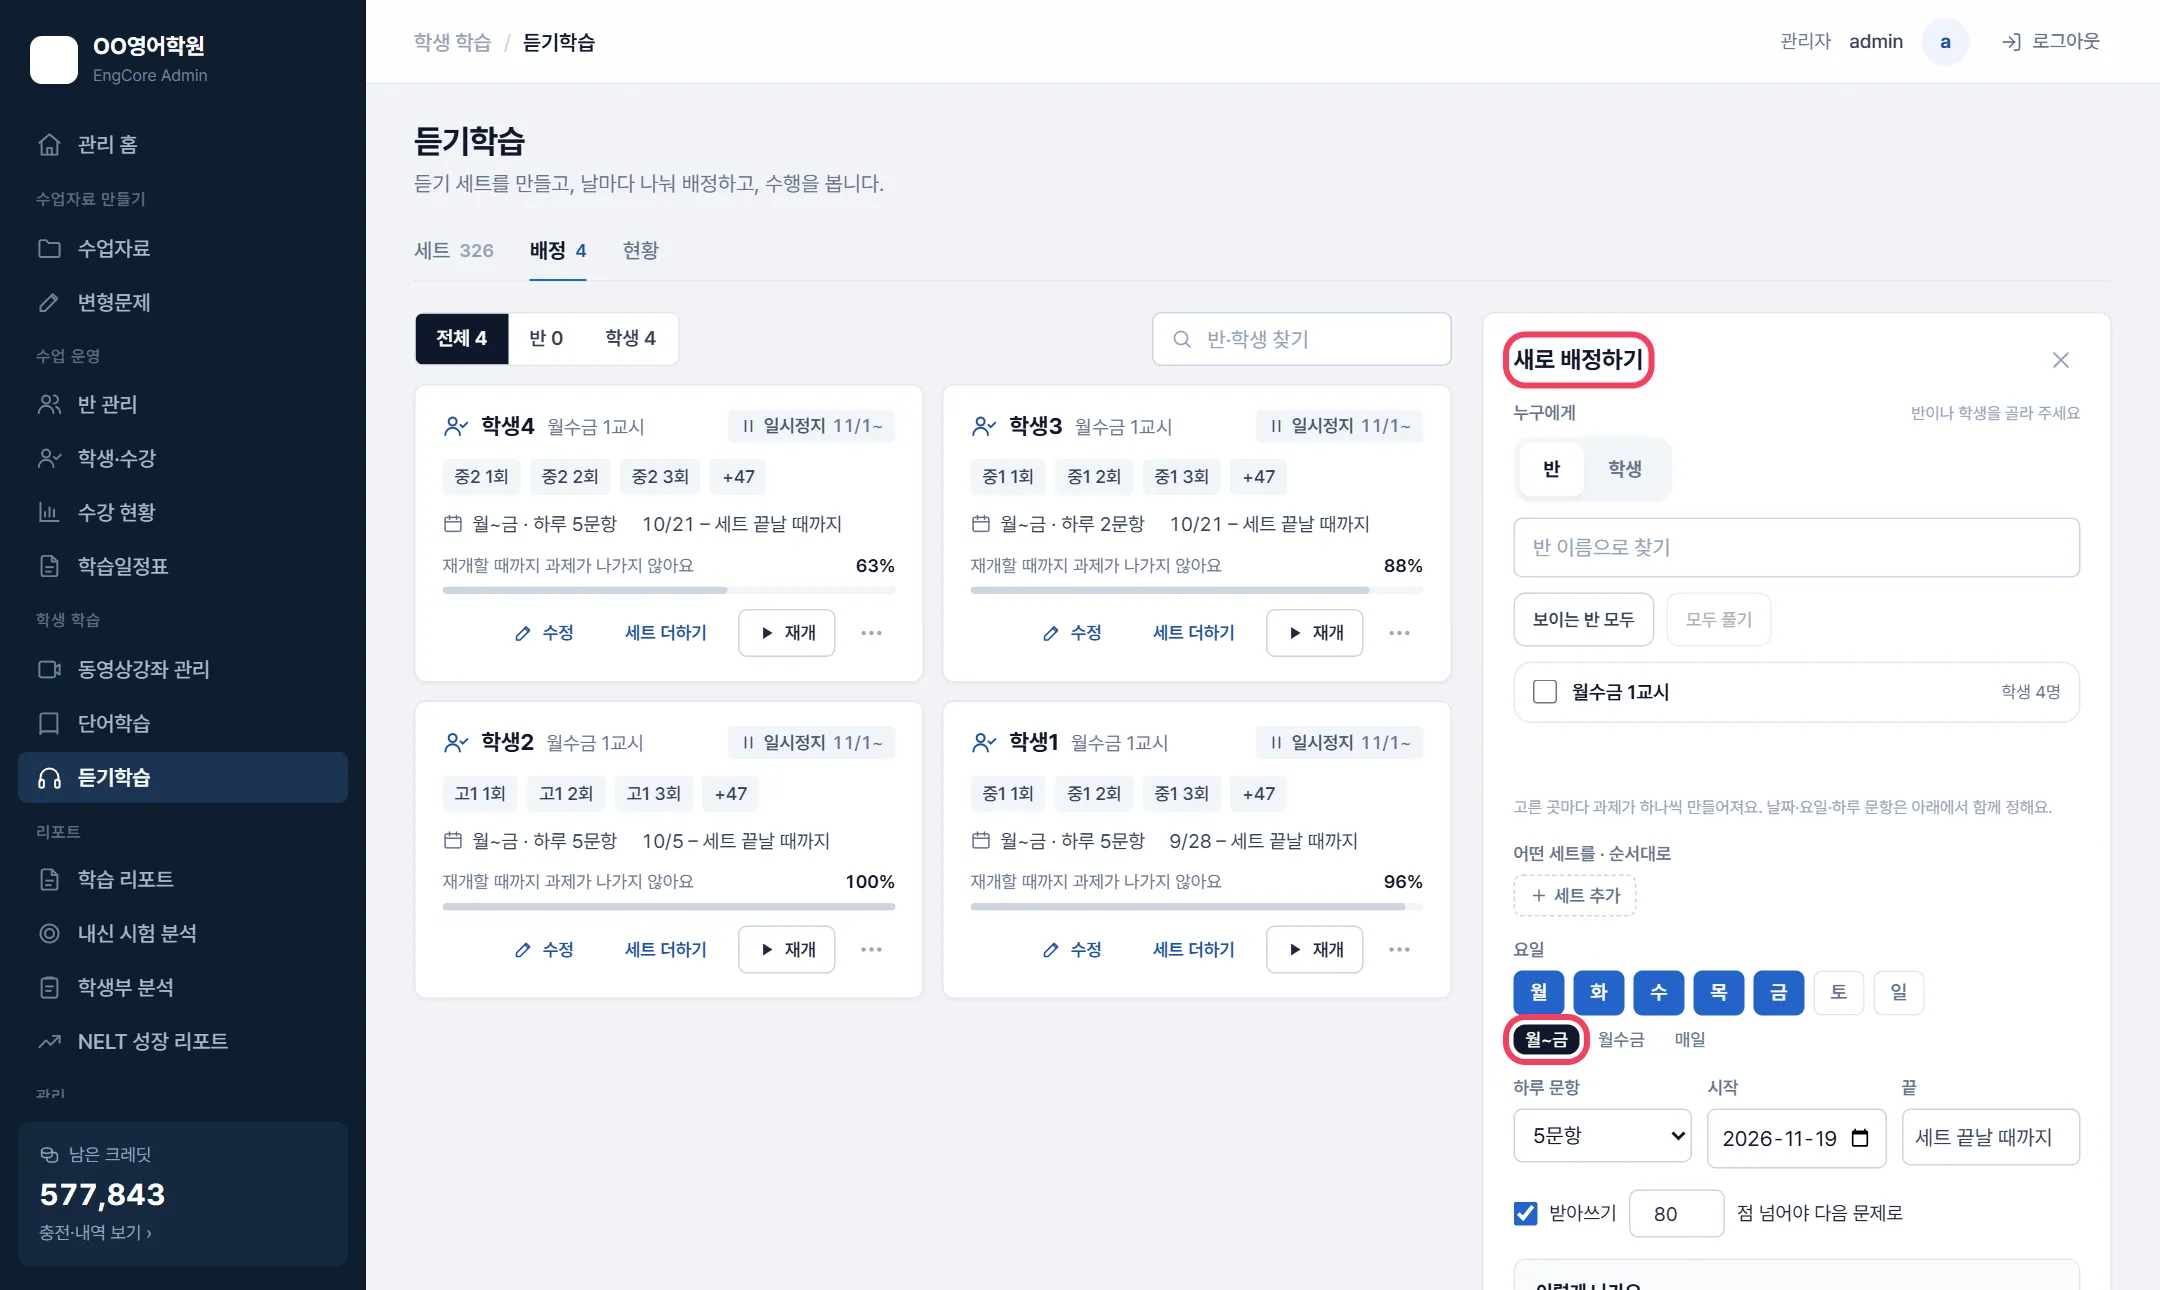 OO영어학원
EngCore Admin
관리 홈
수업자료 만들기
수업자료
변형문제
수업 운영
반 관리
학생·수강
수강 현황
학습일정표
학생 학습
동영상강좌 관리
단어학습
듣기학습
리포트
학습 리포트
내신 시험 분석
학생부 분석
NELT 성장 리포트
관리
남은 크레딧
577,843
충전·내역 보기 ›
학생 학습 / 듣기학습
관리자 admin a 로그아웃
듣기학습
듣기 세트를 만들고, 날마다 나눠 배정하고, 수행을 봅니다.
세트 326 배정 4 현황
전체 4 반 0 학생 4
반·학생 찾기
학생4 월수금 1교시 일시정지 11/1~
중2 1회 중2 2회 중2 3회 +47
월~금 · 하루 5문항 10/21 – 세트 끝날 때까지
재개할 때까지 과제가 나가지 않아요 63%
수정 세트 더하기 재개 ···
학생3 월수금 1교시 일시정지 11/1~
중1 1회 중1 2회 중1 3회 +47
월~금 · 하루 2문항 10/21 – 세트 끝날 때까지
재개할 때까지 과제가 나가지 않아요 88%
수정 세트 더하기 재개 ···
학생2 월수금 1교시 일시정지 11/1~
고1 1회 고1 2회 고1 3회 +47
월~금 · 하루 5문항 10/5 – 세트 끝날 때까지
재개할 때까지 과제가 나가지 않아요 100%
수정 세트 더하기 재개 ···
학생1 월수금 1교시 일시정지 11/1~
중1 1회 중1 2회 중1 3회 +47
월~금 · 하루 5문항 9/28 – 세트 끝날 때까지
재개할 때까지 과제가 나가지 않아요 96%
수정 세트 더하기 재개 ···
새로 배정하기
누구에게 반이나 학생을 골라 주세요
반 학생
반 이름으로 찾기
보이는 반 모두 모두 풀기
월수금 1교시 학생 4명
고른 곳마다 과제가 하나씩 만들어져요. 날짜·요일·하루 문항은 아래에서 함께 정해요.
어떤 세트를 · 순서대로
+ 세트 추가
요일
월 화 수 목 금 토 일
월~금 월수금 매일
하루 문항 시작 끝
5문항 2026-11-19 세트 끝날 때까지
받아쓰기 80 점 넘어야 다음 문제로
이렇게 나가요